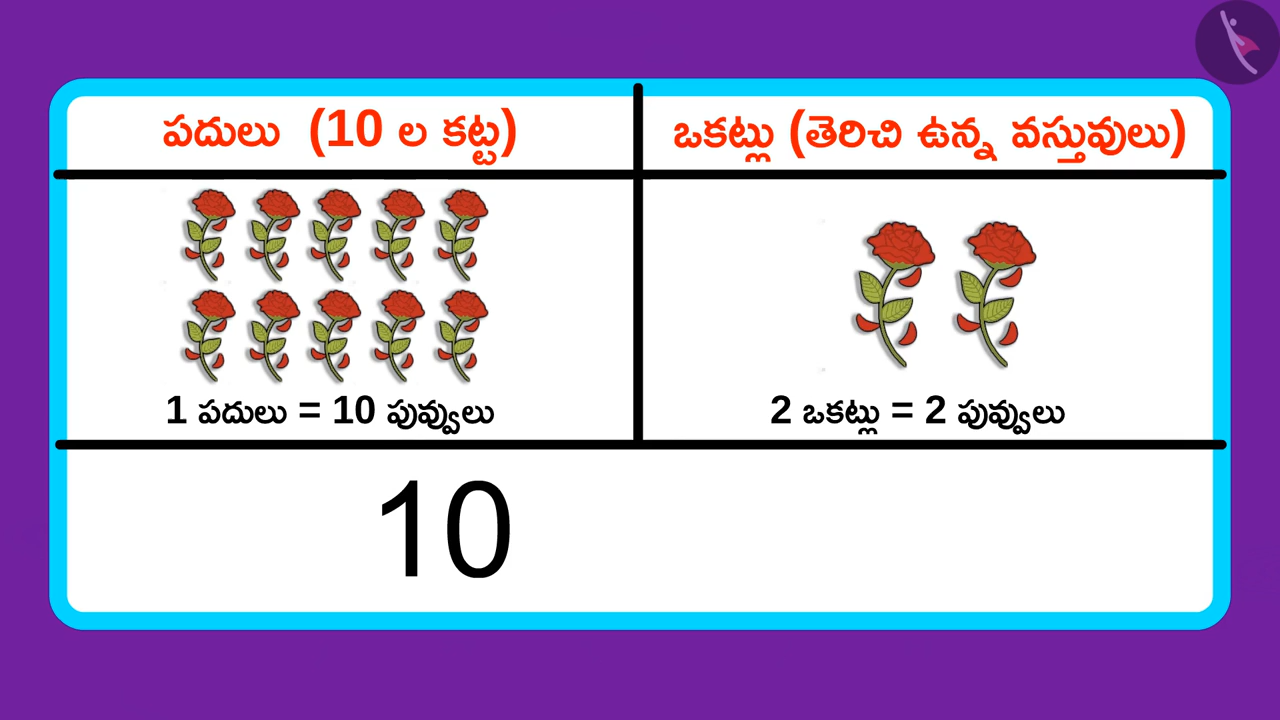 పదులు (10 ల కట్ట)
ఒకట్లు (తెరిచి ఉన్న వస్తువులు)
1 పదులు = 10 పువ్వులు
2 ఒకట్లు = 2 పువ్వులు
10